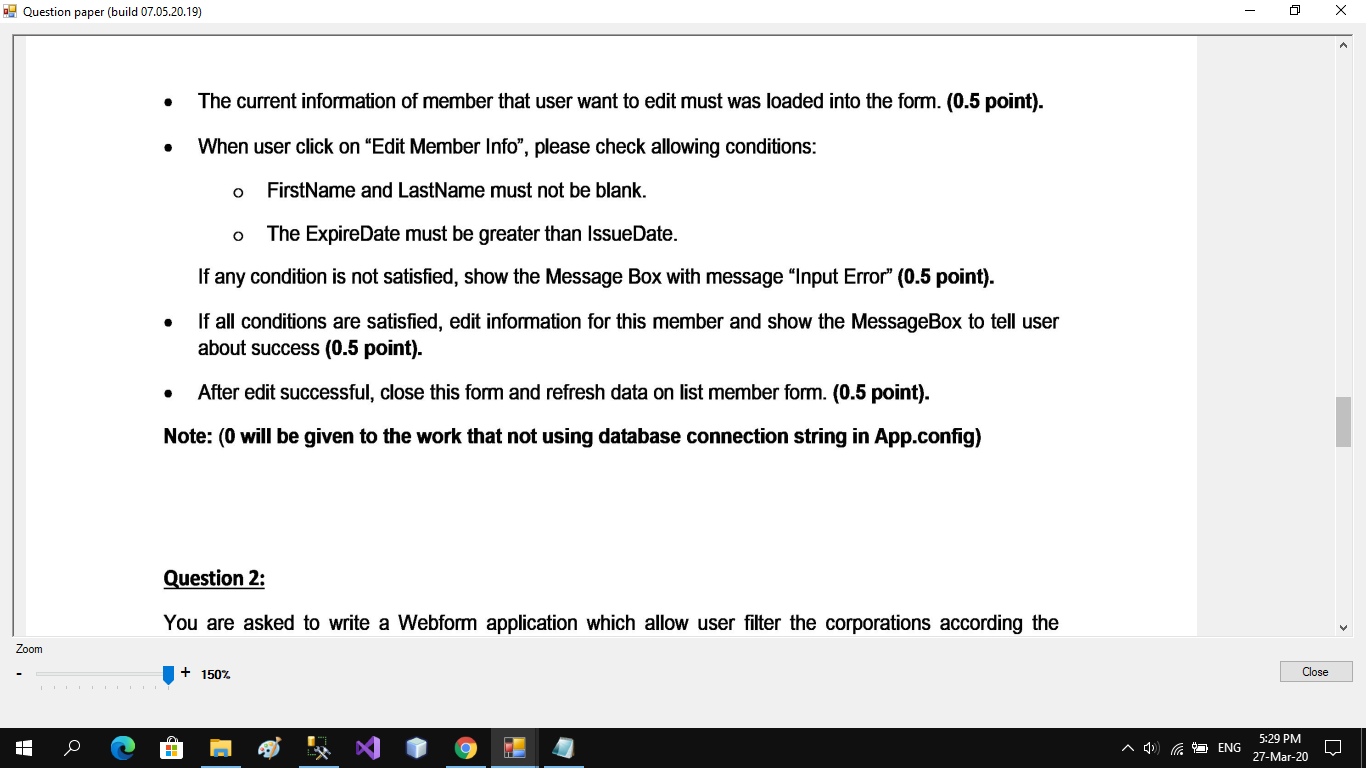 Question paper (build 07.05.20.19)
• The current information of member that user want to edit must was loaded into the form. (0.5 point).
• When user click on “Edit Member Info”, please check allowing conditions:
o FirstName and LastName must not be blank.
o The ExpireDate must be greater than IssueDate.
If any condition is not satisfied, show the Message Box with message “Input Error” (0.5 point).
• If all conditions are satisfied, edit information for this member and show the MessageBox to tell user
about success (0.5 point).
• After edit successful, close this form and refresh data on list member form. (0.5 point).
Note: (0 will be given to the work that not using database connection string in App.config)
Question 2:
You are asked to write a Webform application which allow user filter the corporations according the
Zoom
- + 150%
Close
ENG
5:29 PM
27-Mar-20